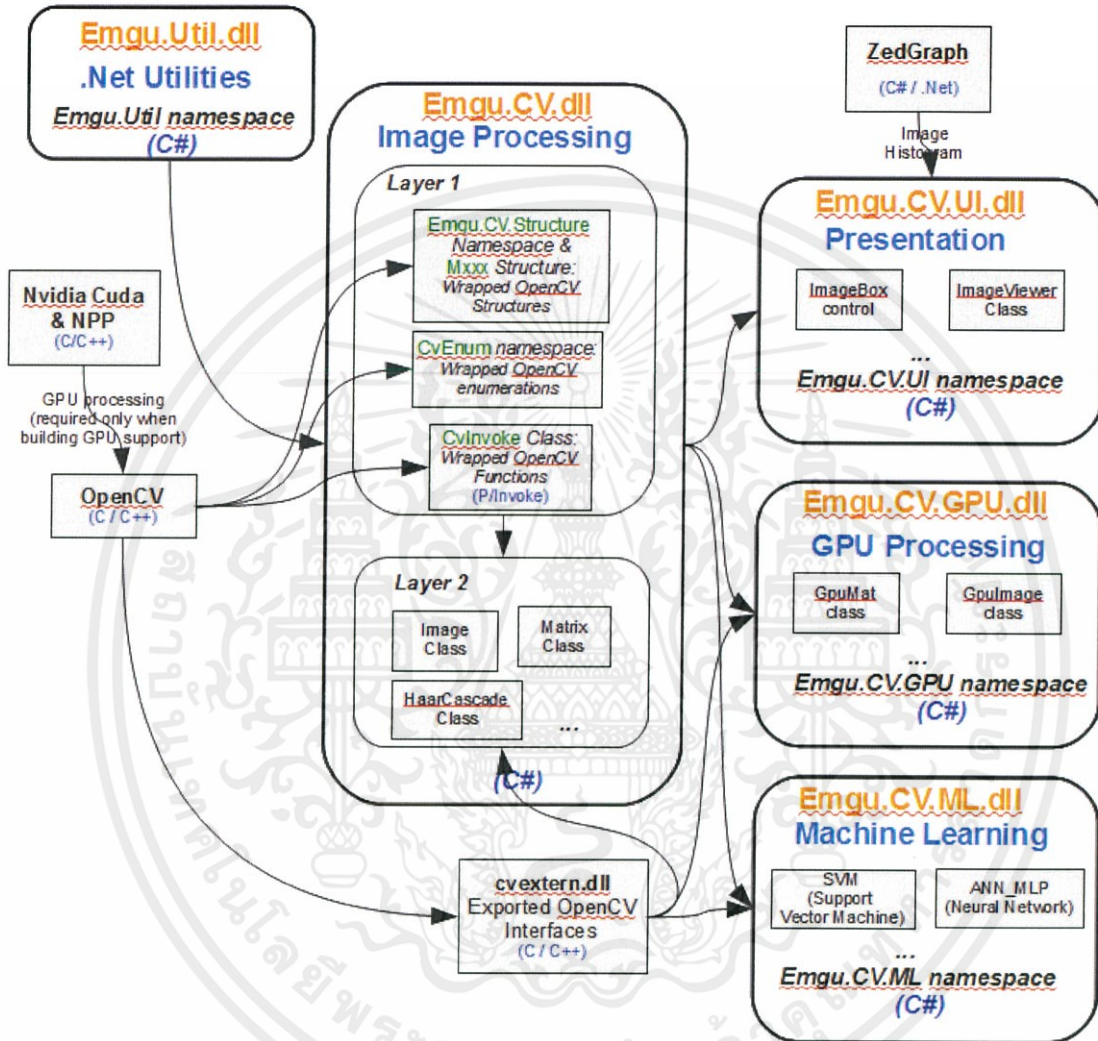 Emgu.Util.dll
.Net Utilities
Emgu.Util namespace
(C#)
ZedGraph
(C# / .Net)
Image
Histogram
Emgu.CV.dll
Image Processing
Layer 1
Emgu.CV.Structure
Namespace &
Mxxx Structure:
Wrapped OpenCV
Structures
CvEnum namespace:
Wrapped OpenCV
enumerations
CvInvoke Class:
Wrapped OpenCV
Functions
(P/Invoke)
Layer 2
Image
Class
Matrix
Class
HaarCascade
Class
...
(C#)
Nvidia Cuda
& NPP
(C/C++)
GPU processing
(required only when
building GPU support)
OpenCV
(C / C++)
cvextern.dll
Exported OpenCV
Interfaces
(C / C++)
Emgu.CV.UI.dll
Presentation
ImageBox
control
ImageViewer
Class
...
Emgu.CV.UI namespace
(C#)
Emgu.CV.GPU.dll
GPU Processing
GpuMat
class
GpuImage
class
...
Emgu.CV.GPU namespace
(C#)
Emgu.CV.ML.dll
Machine Learning
SVM
(Support
Vector Machine)
ANN_MLP
(Neural Network)
...
Emgu.CV.ML namespace
(C#)